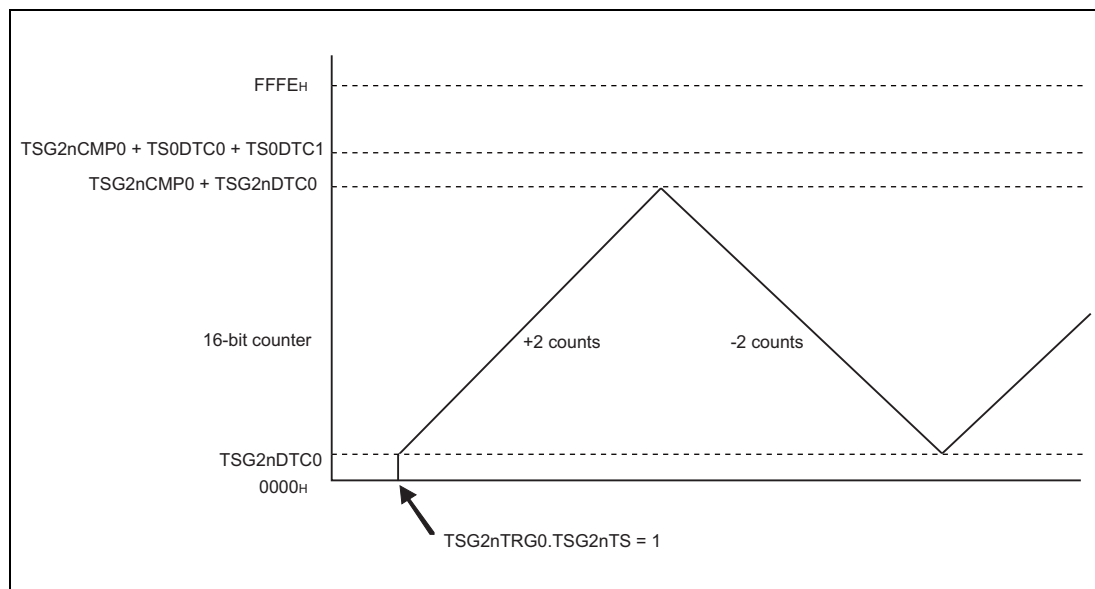 FFFEH
TSG2nCMP0 + TS0DTC0 + TS0DTC1
TSG2nCMP0 + TSG2nDTC0
16-bit counter
+2 counts
-2 counts
TSG2nDTC0
0000H
TSG2nTRG0.TSG2nTS = 1